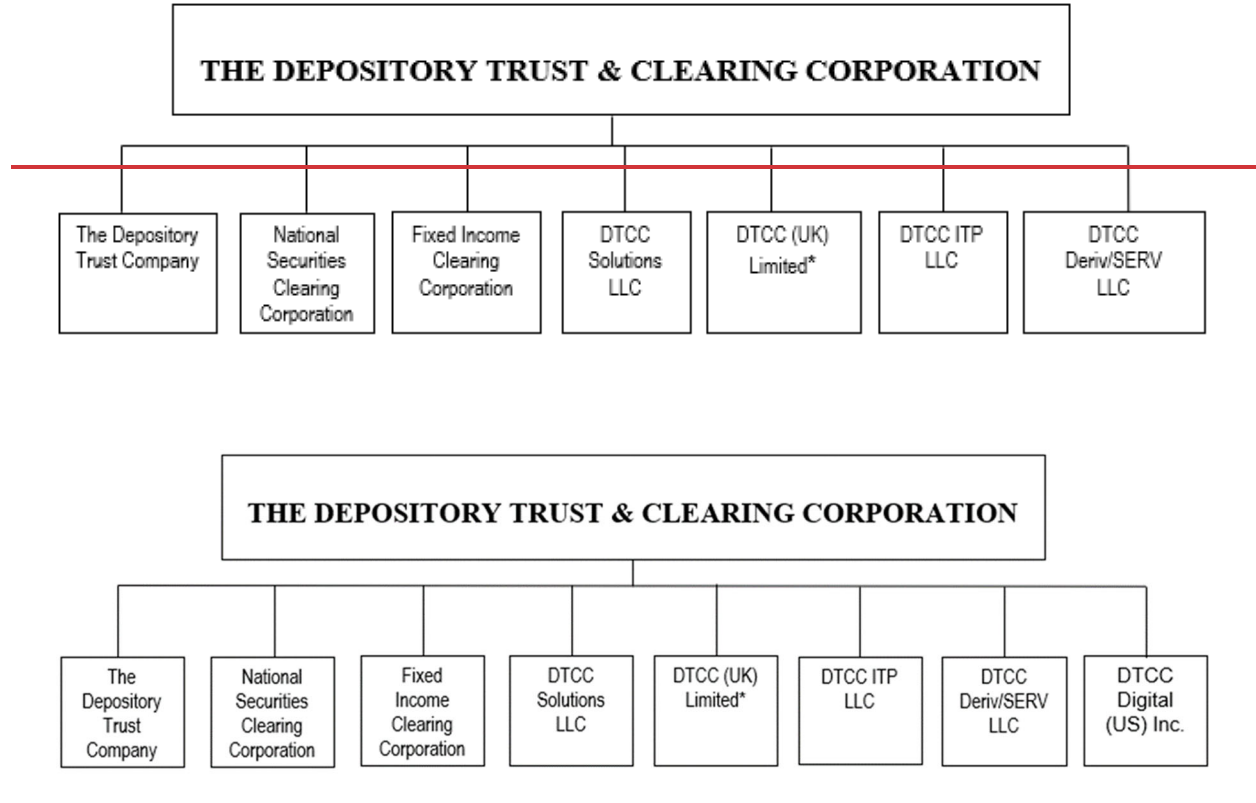 THE DEPOSITORY TRUST & CLEARING CORPORATION
The Depository
Trust Company
National
Securities
Clearing
Corporation
Fixed Income
Clearing
Corporation
DTCC
Solutions
LLC
DTCC (UK)
Limited*
DTCC ITP
LLC
DTCC
Deriv/SERV
LLC
THE DEPOSITORY TRUST & CLEARING CORPORATION
The
Depository
Trust
Company
National
Securities
Clearing
Corporation
Fixed
Income
Clearing
Corporation
DTCC
Solutions
LLC
DTCC (UK)
Limited*
DTCC ITP
LLC
DTCC
Deriv/SERV
LLC
DTCC
Digital
(US) Inc.